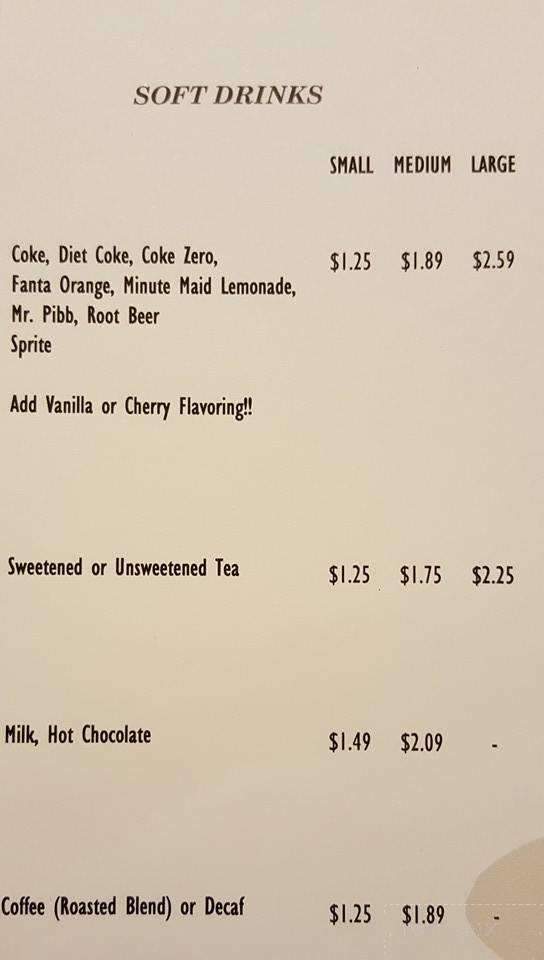 SOFT DRINKS
SMALL MEDIUM LARGE
Coke, Diet Coke, Coke Zero, $1.25 $1.89 $2.59
Fanta Orange, Minute Maid Lemonade,
Mr. Pibb, Root Beer
Sprite
Add Vanilla or Cherry Flavoring!!
Sweetened or Unsweetened Tea $1.25 $1.75 $2.25
Milk, Hot Chocolate $1.49 $2.09 -
Coffee (Roasted Blend) or Decaf $1.25 $1.89 -